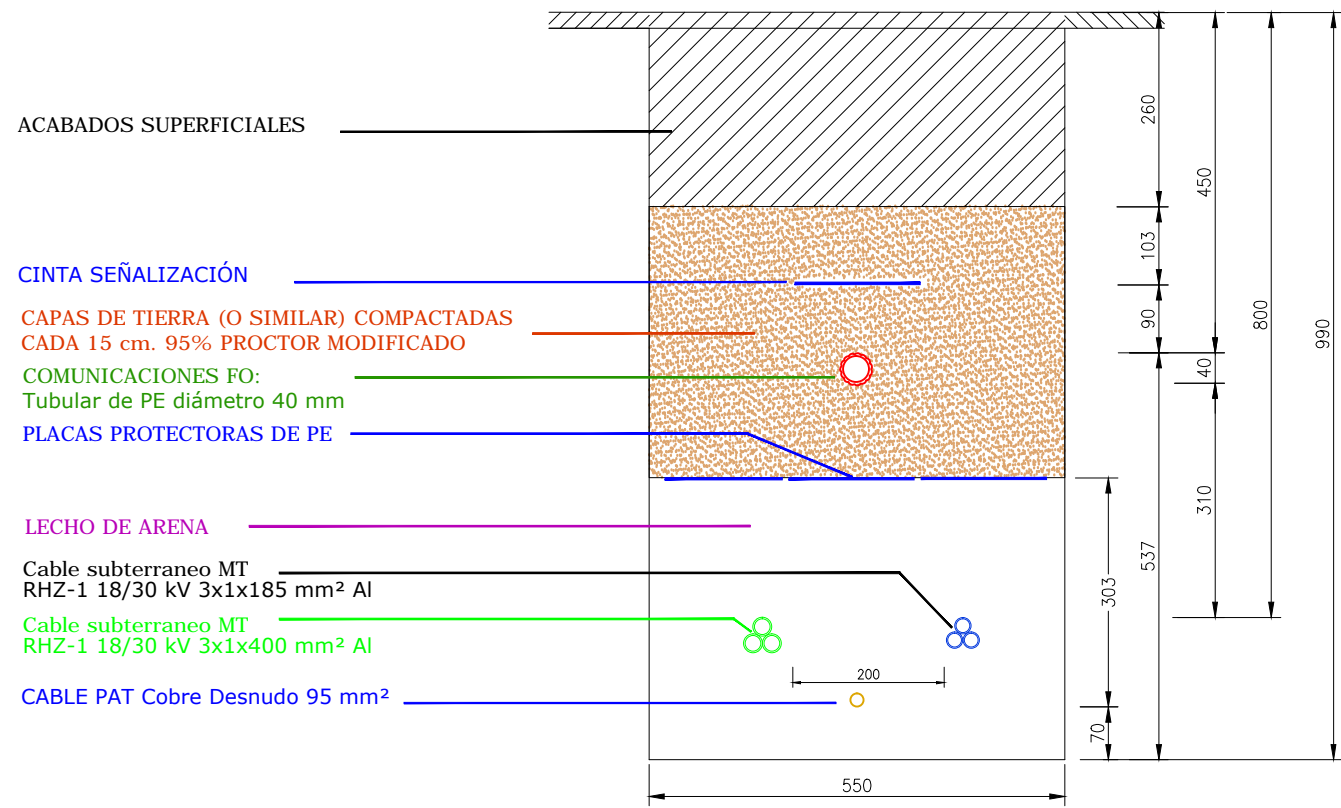 ACABADOS SUPERFICIALES
CINTA SEÑALIZACIÓN
CAPAS DE TIERRA (O SIMILAR) COMPACTADAS
CADA 15 cm. 95% PROCTOR MODIFICADO
COMUNICACIONES FO:
Tubular de PE diámetro 40 mm
PLACAS PROTECTORAS DE PE
LECHO DE ARENA
Cable subterraneo MT
RHZ-1 18/30 kV 3x1x185 mm² Al
Cable subterraneo MT
RHZ-1 18/30 kV 3x1x400 mm² Al
CABLE PAT Cobre Desnudo 95 mm²
200
550
303
70
260
103
90
537
450
40
310
800
990